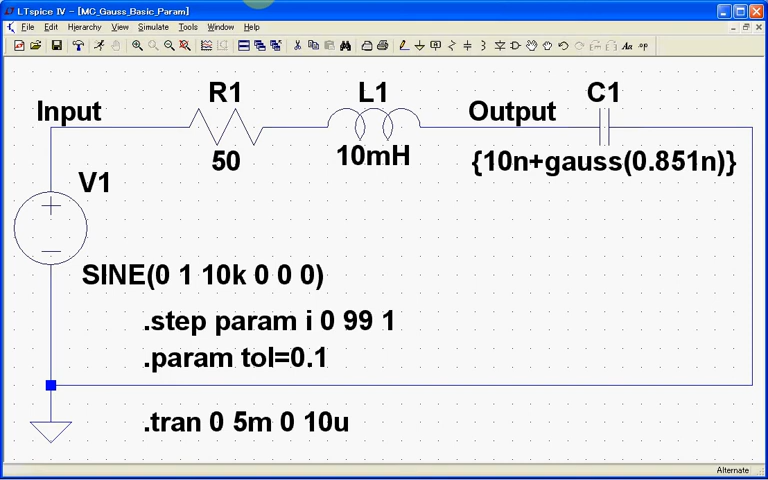 LTspice IV - [MC_Gauss_Basic_Param]
File Edit Hierarchy View Simulate Tools Window Help
Input
R1
50
L1
10mH
Output
C1
{10n+gauss(0.851n)}
V1
SINE(0 1 10k 0 0 0)
.step param i 0 99 1
.param tol=0.1
.tran 0 5m 0 10u
Alternate